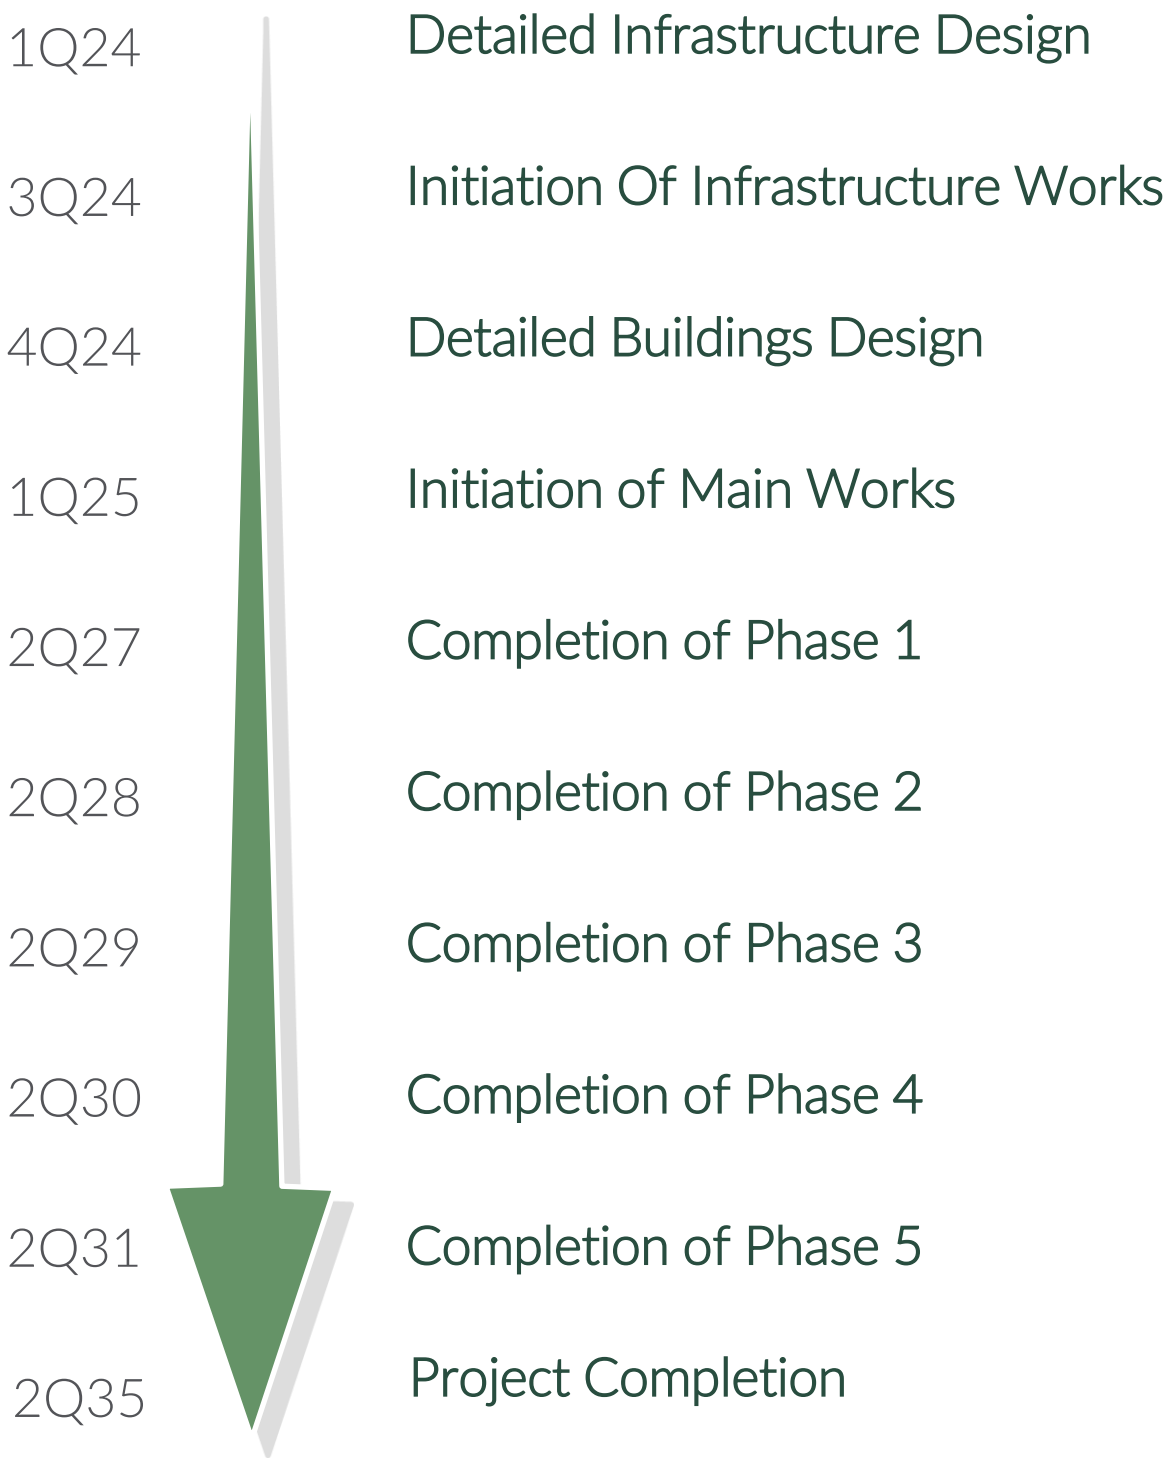 1Q24 Detailed Infrastructure Design
3Q24 Initiation Of Infrastructure Works
4Q24 Detailed Buildings Design
1Q25 Initiation of Main Works
2Q27 Completion of Phase 1
2Q28 Completion of Phase 2
2Q29 Completion of Phase 3
2Q30 Completion of Phase 4
2Q31 Completion of Phase 5
2Q35 Project Completion